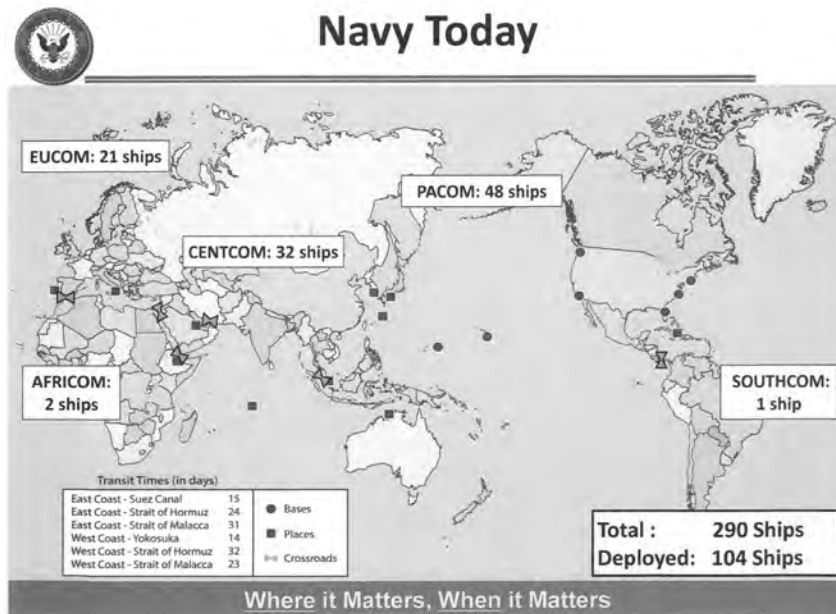 Navy Today
EUCOM: 21 ships
PACOM: 48 ships
CENTCOM: 32 ships
AFRICOM:
2 ships
SOUTHCOM:
1 ship
Transit Times (in days)
East Coast - Suez Canal 15
East Coast - Strait of Hormuz 24
East Coast - Strait of Malacca 31
West Coast - Yokosuka 14
West Coast - Strait of Hormuz 32
West Coast - Strait of Malacca 23
Bases
Places
Crossroads
Total : 290 Ships
Deployed: 104 Ships
Where it Matters, When it Matters